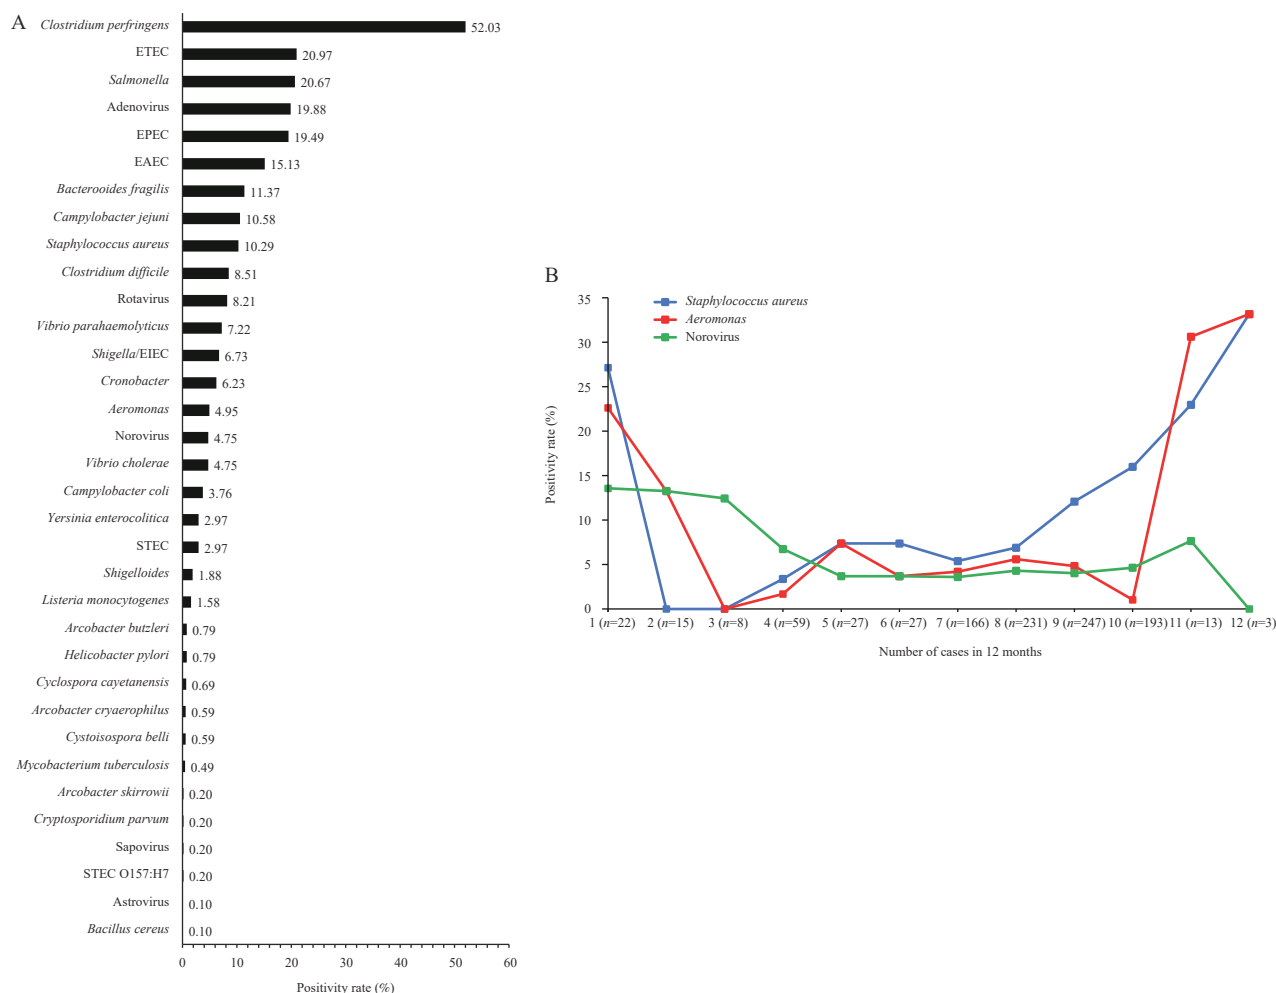 A
Clostridium perfringens 52.03
ETEC 20.97
Salmonella 20.67
Adenovirus 19.88
EPEC 19.49
EAEC 15.13
Bacterooides fragilis 11.37
Campylobacter jejuni 10.58
Staphylococcus aureus 10.29
Clostridium difficile 8.51
Rotavirus 8.21
Vibrio parahaemolyticus 7.22
Shigella/EIEC 6.73
Cronobacter 6.23
Aeromonas 4.95
Norovirus 4.75
Vibrio cholerae 4.75
Campylobacter coli 3.76
Yersinia enterocolitica 2.97
STEC 2.97
Shigelloides 1.88
Listeria monocytogenes 1.58
Arcobacter butzleri 0.79
Helicobacter pylori 0.79
Cyclospora cayetanensis 0.69
Arcobacter cryaerophilus 0.59
Cystoisospora belli 0.59
Mycobacterium tuberculosis 0.49
Arcobacter skirrowii 0.20
Cryptosporidium parvum 0.20
Sapovirus 0.20
STEC O157:H7 0.20
Astrovirus 0.10
Bacillus cereus 0.10
0 10 20 30 40 50 60
Positivity rate (%)
B
Staphylococcus aureus
Aeromonas
Norovirus
35
30
25
20
15
10
5
0
Positivity rate (%)
1 (n=22) 2 (n=15) 3 (n=8) 4 (n=59) 5 (n=27) 6 (n=27) 7 (n=166) 8 (n=231) 9 (n=247) 10 (n=193) 11 (n=13) 12 (n=3)
Number of cases in 12 months